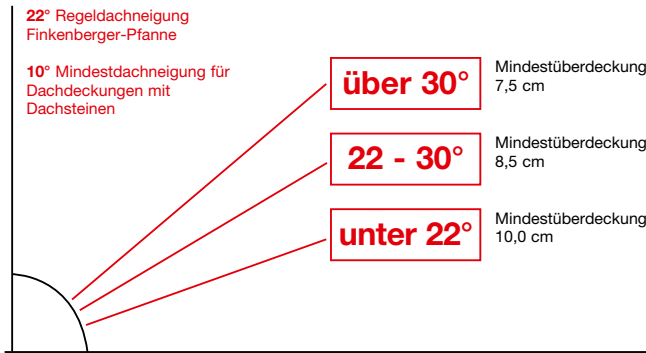 22° Regeldachneigung
Finkenberger-Pfanne
10° Mindestdachneigung für
Dachdeckungen mit
Dachsteinen
über 30°
Mindestüberdeckung
7,5 cm
22 - 30°
Mindestüberdeckung
8,5 cm
unter 22°
Mindestüberdeckung
10,0 cm